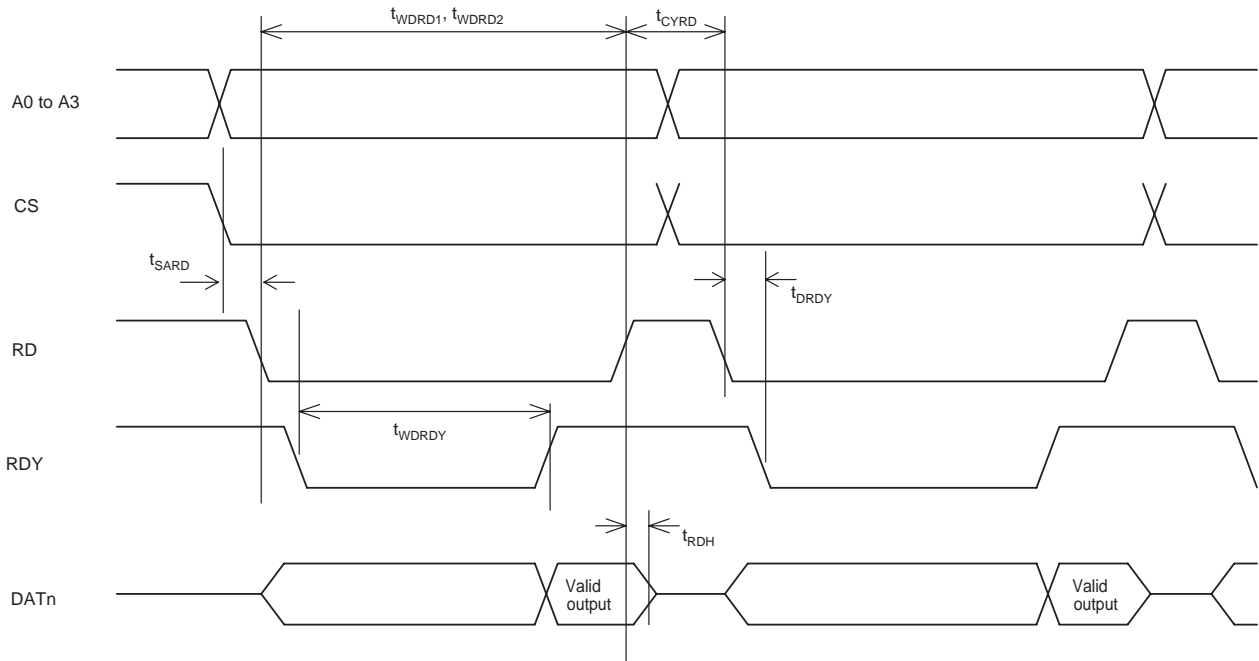 tWDRD1, tWDRD2
tCYRD
A0 to A3
CS
tSARD
tDRDY
RD
tWDRDY
RDY
tRDH
DATn
Valid
output
Valid
output